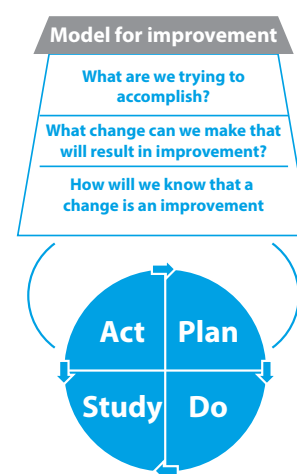 Model for improvement
What are we trying to
accomplish?
What change can we make that
will result in improvement?
How will we know that a
change is an improvement
Act Plan
Study Do